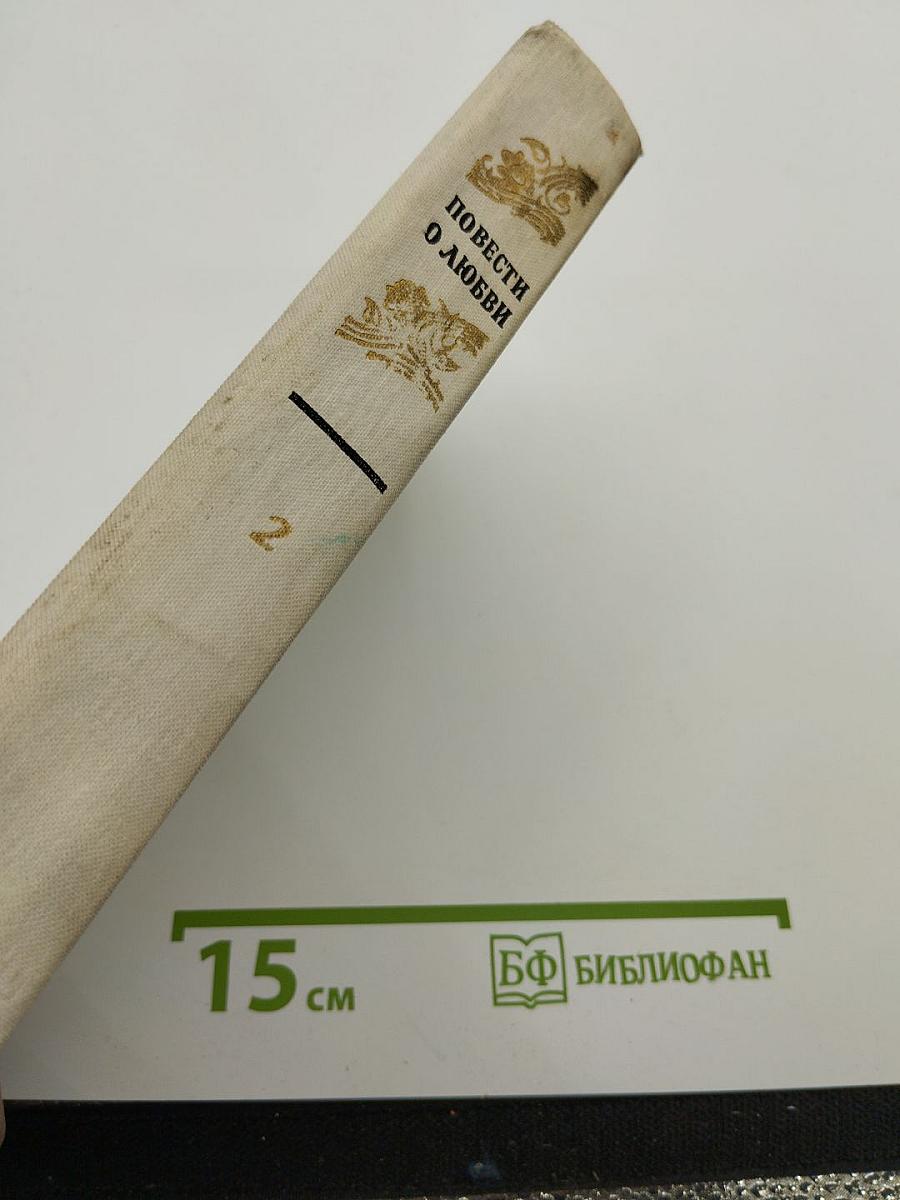 ПОВЕСТИ
О ЛЮБВИ
2
15 см
БФ БИБЛИОФАН